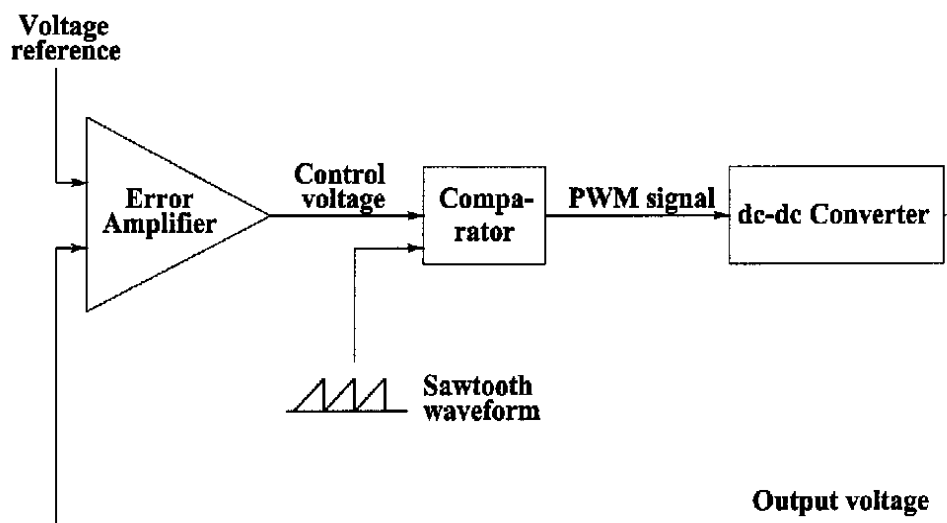 Voltage
reference
Error
Amplifier
Control
voltage
Compa-
rator
PWM signal
dc-dc Converter
Sawtooth
waveform
Output voltage